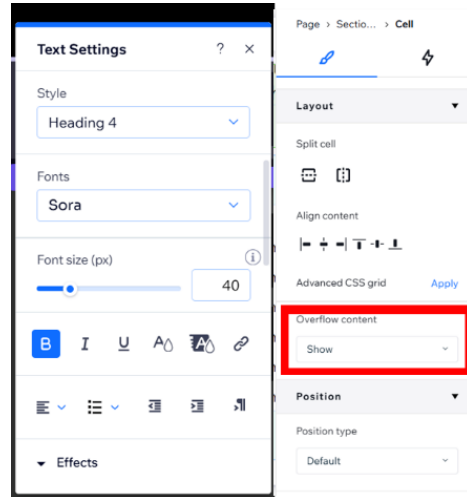 Text Settings ? ×
Style
Heading 4
Fonts
Sora
Font size (px) i
40
B I U A A
Effects
Page > Sectio... > Cell
Layout
Split cell
Align content
Advanced CSS grid Apply
Overflow content
Show
Position
Position type
Default